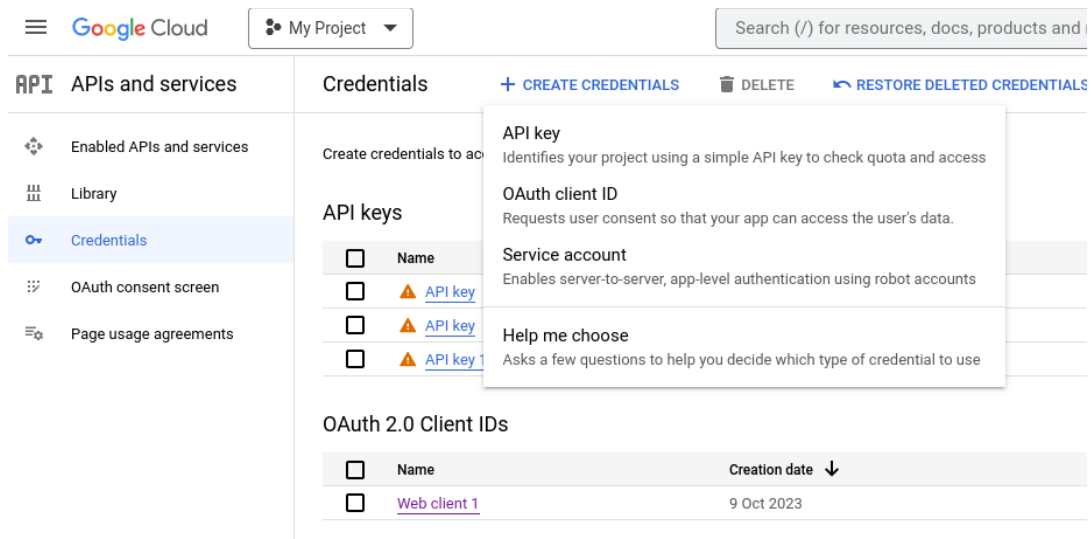 Google Cloud
My Project
Search (/) for resources, docs, products and
API APIs and services
Credentials
+ CREATE CREDENTIALS
DELETE
RESTORE DELETED CREDENTIALS
Enabled APIs and services
Library
Credentials
OAuth consent screen
Page usage agreements
Create credentials to
API key
Identifies your project using a simple API key to check quota and access
OAuth client ID
Requests user consent so that your app can access the user's data.
Service account
Enables server-to-server, app-level authentication using robot accounts
Help me choose
Asks a few questions to help you decide which type of credential to use
API keys
Name
API key
API key
API key 1
OAuth 2.0 Client IDs
Name Creation date
Web client 1 9 Oct 2023